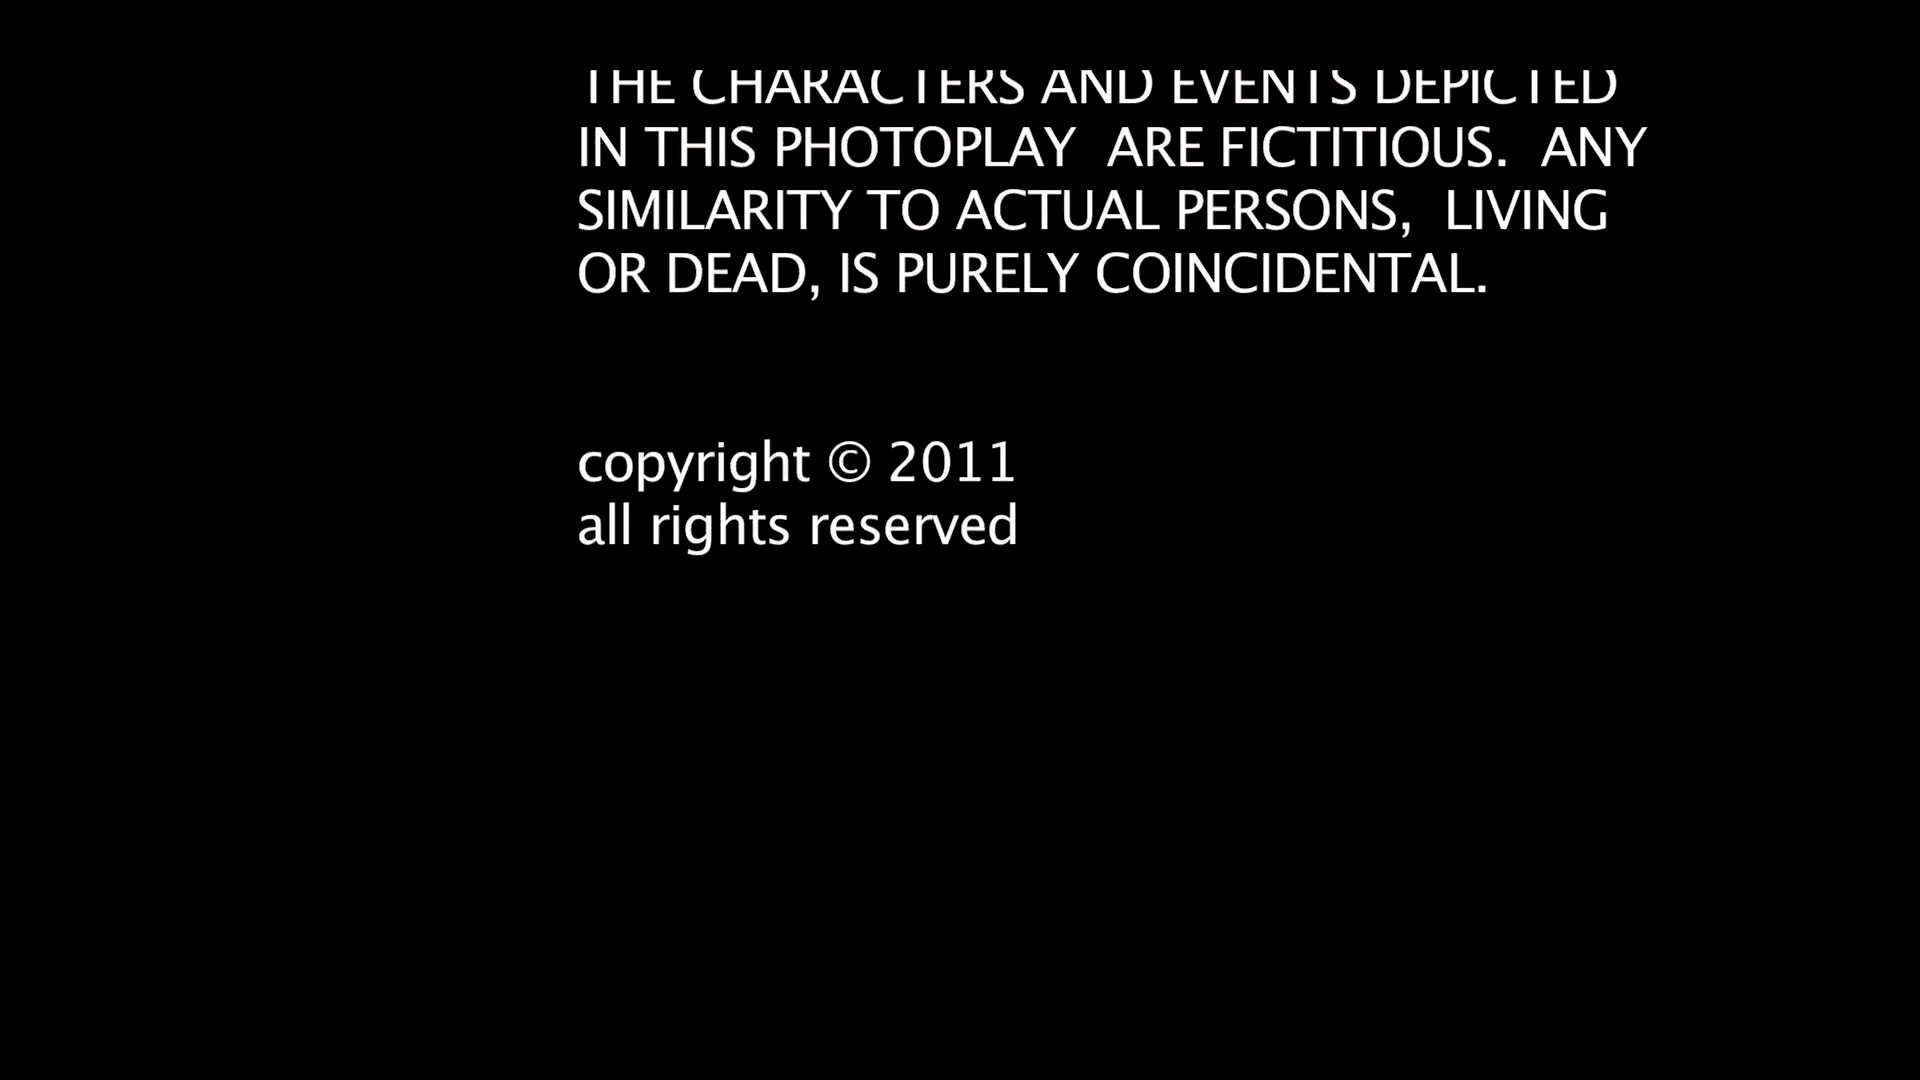 THE CHARACTERS AND EVENTS DEPICTED
IN THIS PHOTOPLAY  ARE FICTITIOUS.  ANY
SIMILARITY TO ACTUAL PERSONS,  LIVING
OR DEAD, IS PURELY COINCIDENTAL.
copyright © 2011
all rights reserved